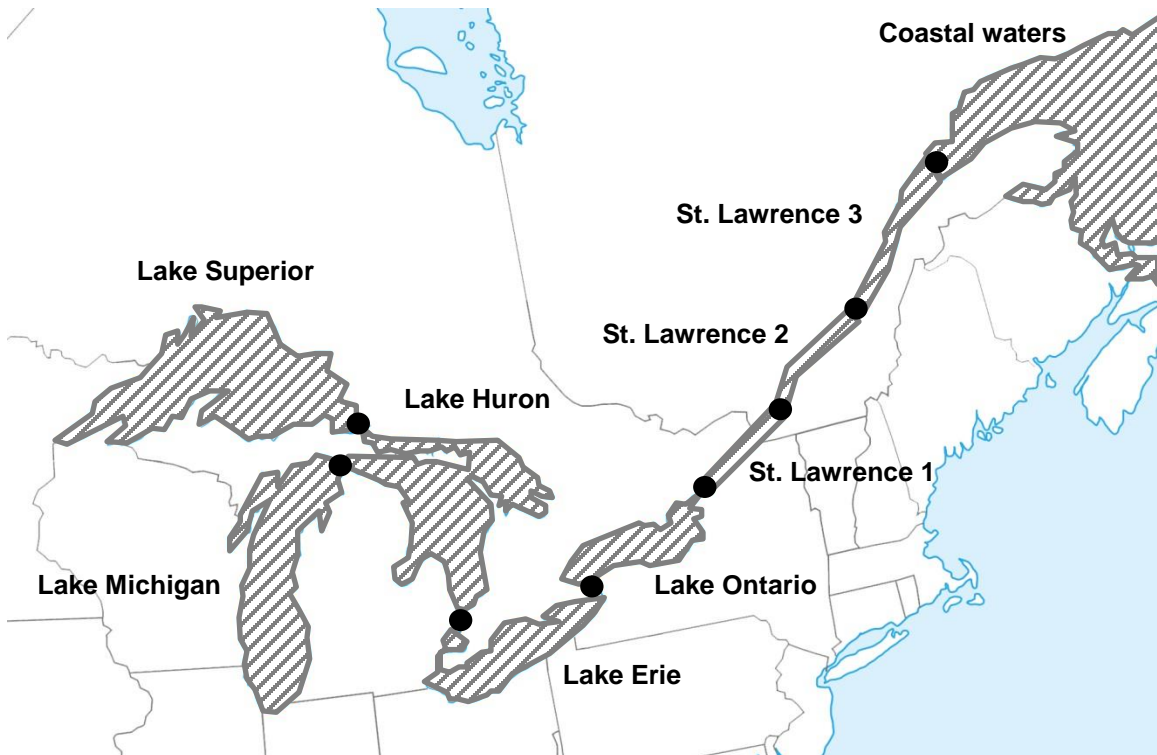 Coastal waters
St. Lawrence 3
Lake Superior
St. Lawrence 2
Lake Huron
St. Lawrence 1
Lake Michigan
Lake Ontario
Lake Erie